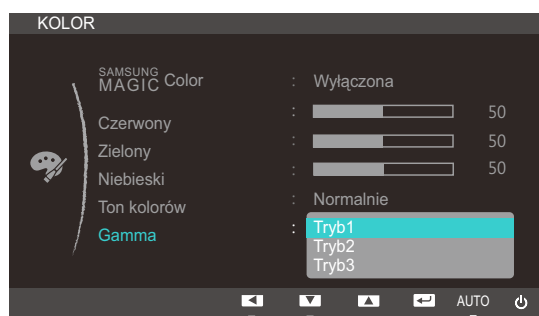 KOLOR
SAMSUNG MAGIC Color : Wyłączona
Czerwony : 50
Zielony : 50
Niebieski : 50
Ton kolorów : Normalnie
Gamma : Tryb1
Tryb2
Tryb3
AUTO